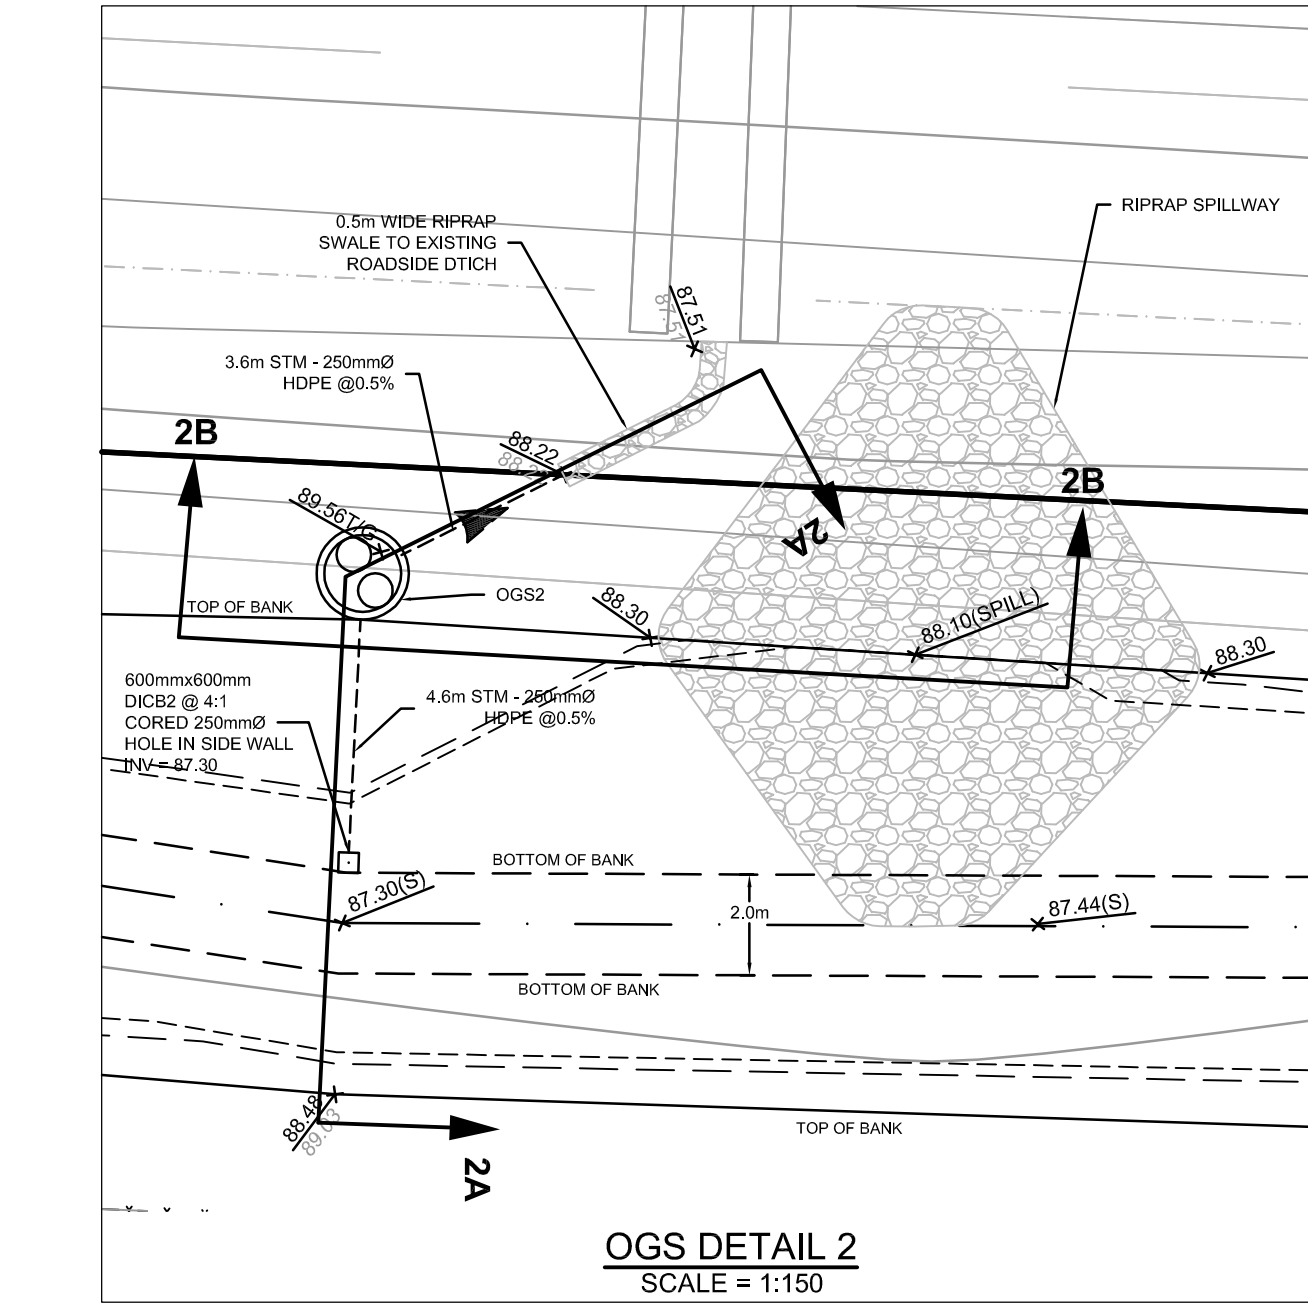 RIPRAP SPILLWAY
0.5m WIDE RIPRAP
SWALE TO EXISTING
ROADSIDE DTICH
87.51
87.51
3.6m STM - 250mmØ
HDPE @0.5%
2B
88.22
2B
89.56T/G
2A
OGS2
88.30
TOP OF BANK
88.10(SPILL)
88.30
600mmx600mm
DICB2 @ 4:1
CORED 250mmØ
HOLE IN SIDE WALL
INV = 87.30
4.6m STM - 250mmØ
HDPE @0.5%
BOTTOM OF BANK
87.30(S)
2.0m
87.44(S)
BOTTOM OF BANK
88.48
89.03
TOP OF BANK
2A
OGS DETAIL 2
SCALE = 1:150